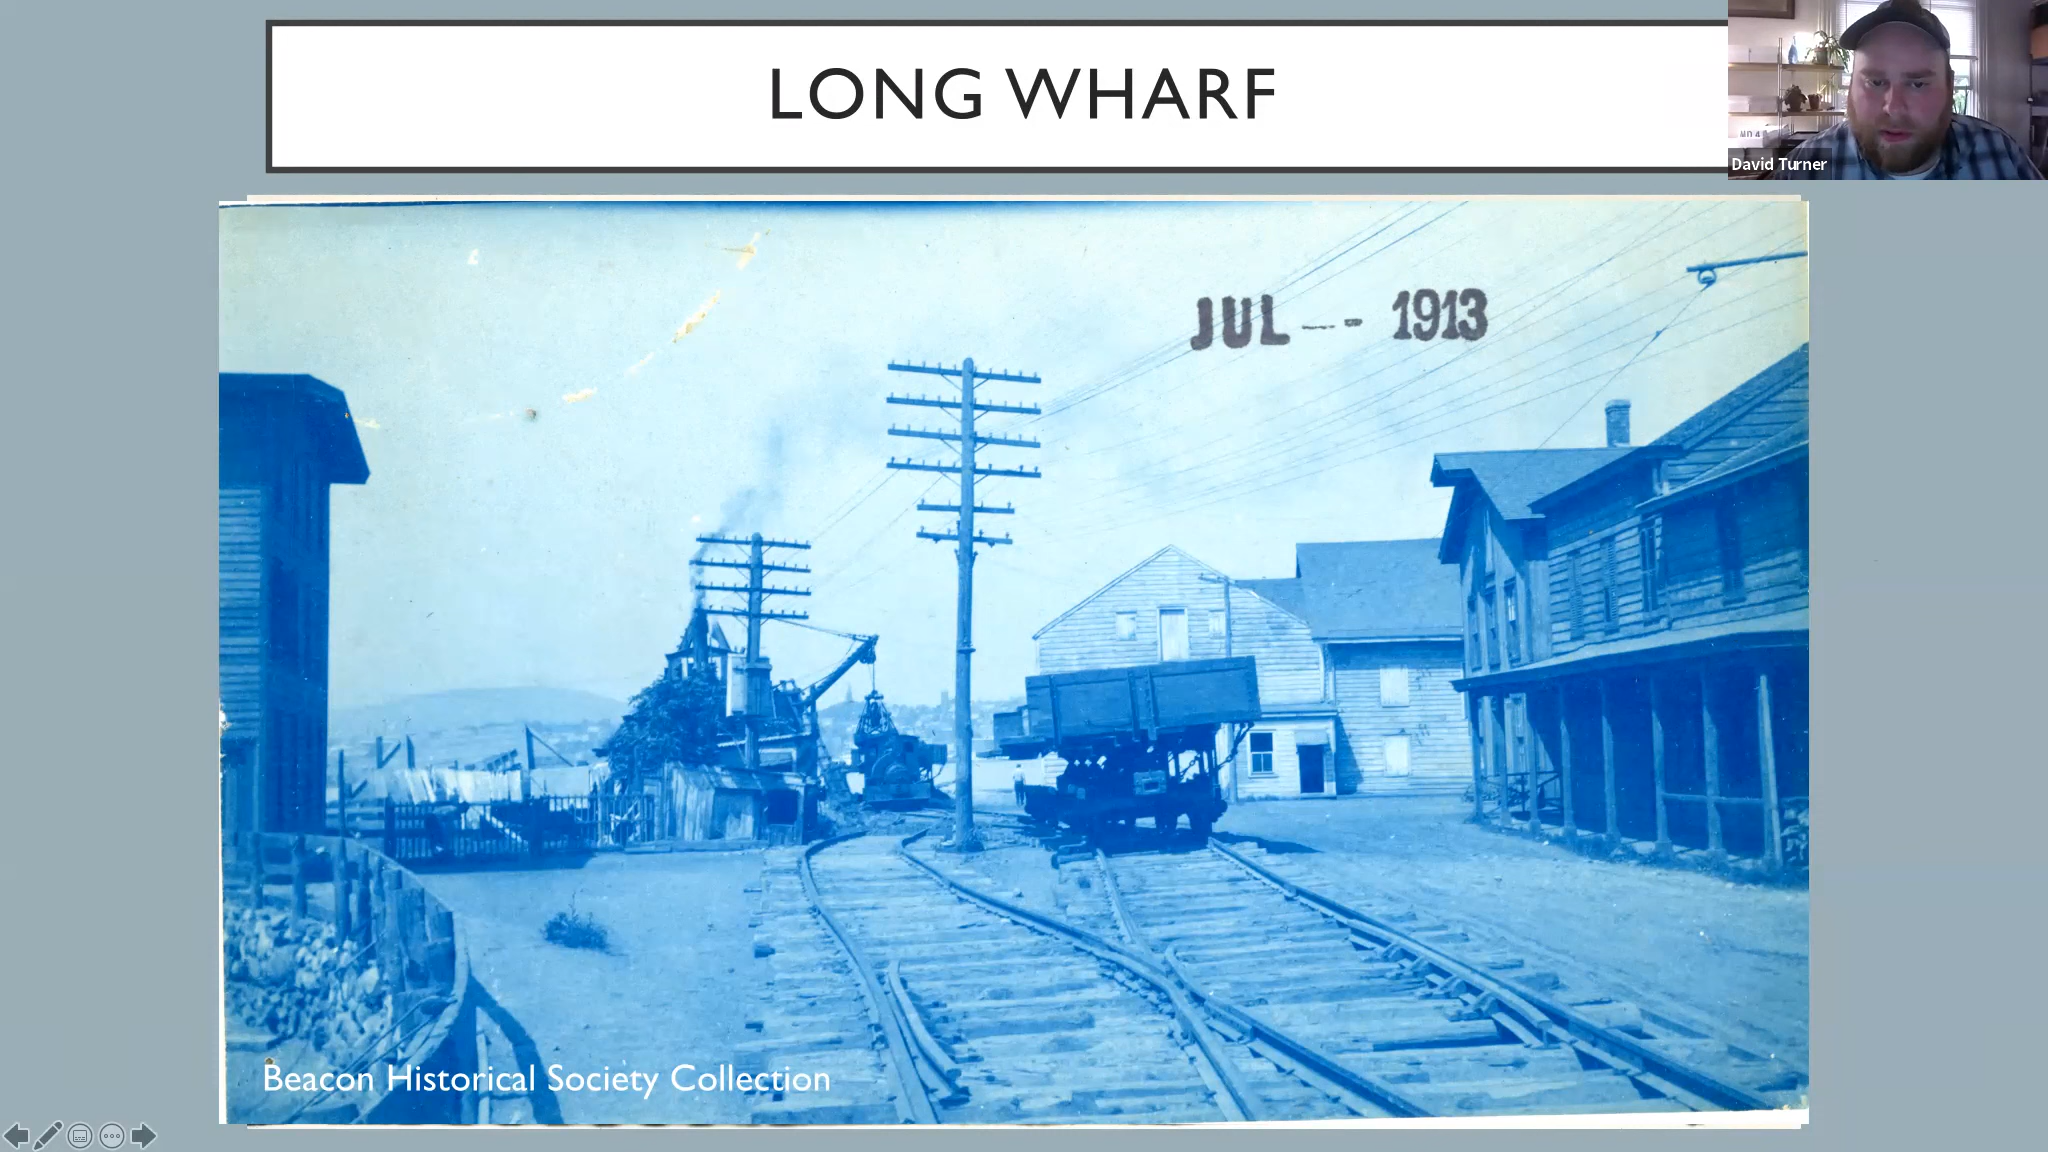 LONG WHARF
David Turner
JUL -- 1913
Beacon Historical Society Collection